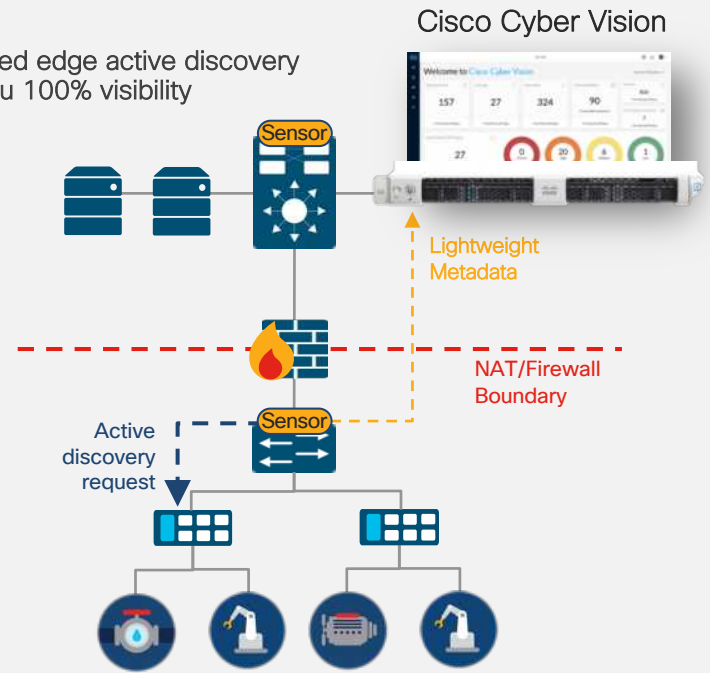 Cisco Cyber Vision
ed edge active discovery
u 100% visibility
Welcome to Cisco Cyber Vision
157
27
324
90
27
0
20
6
1
Sensor
Lightweight
Metadata
NAT/Firewall
Boundary
Sensor
Active
discovery
request